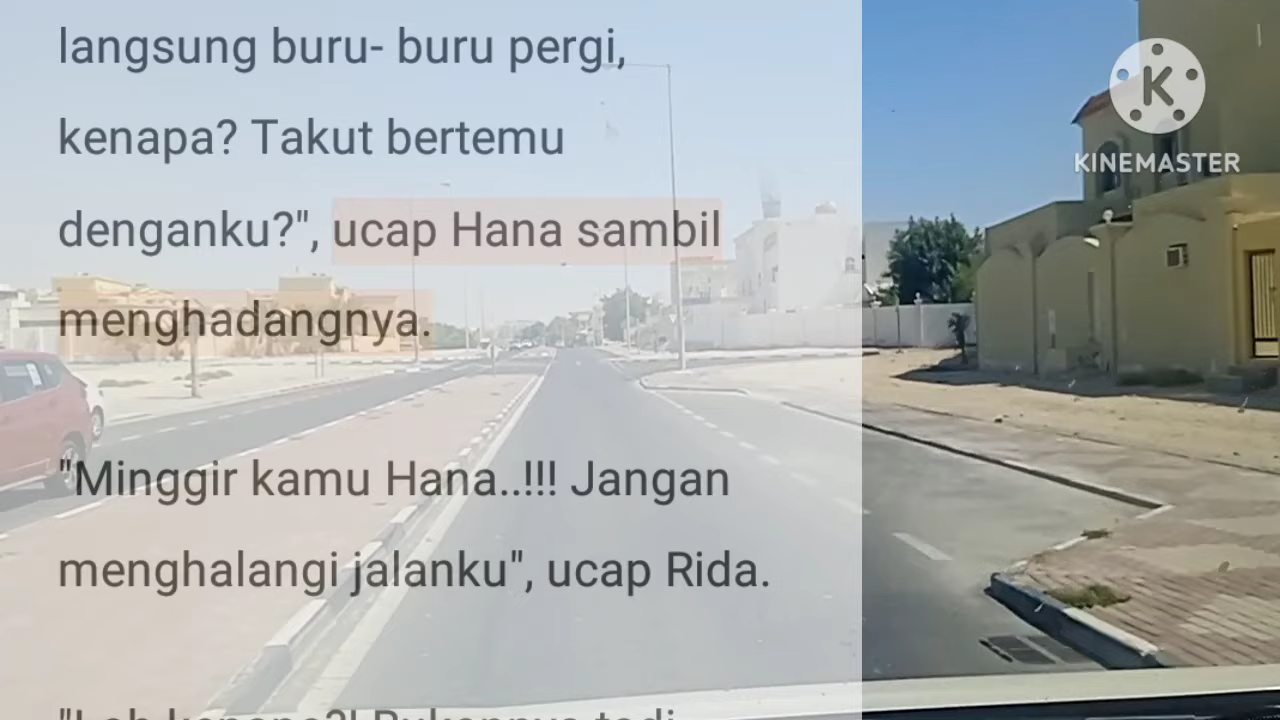 langsung buru- buru pergi,
kenapa? Takut bertemu
denganku?", ucap Hana sambil
menghadangnya.
"Minggir kamu Hana..!!! Jangan
menghalangi jalanku", ucap Rida.
K
KINEMASTER